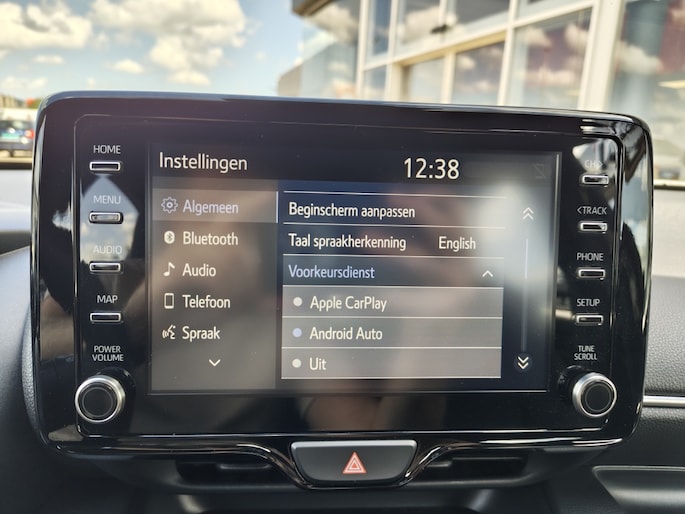 HOME
MENU
AUDIO
MAP
POWER
VOLUME
Instellingen 12:38
Algemeen
Bluetooth
Audio
Telefoon
Spraak
Beginscherm aanpassen
Taal spraakherkenning English
Voorkeursdienst
Apple CarPlay
Android Auto
Uit
CH>
<TRACK
PHONE
SETUP
TUNE
SCROLL